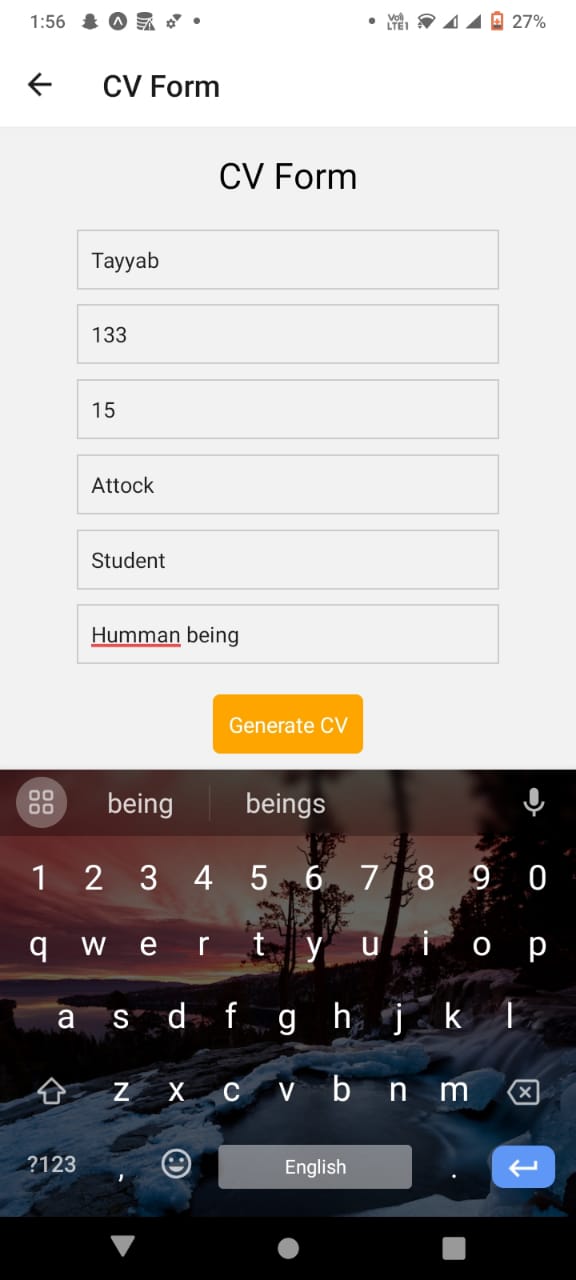 1:56
VoII LTE1 27%
CV Form
CV Form
Tayyab
133
15
Attock
Student
Humman being
Generate CV
being beings
1 2 3 4 5 6 7 8 9 0
q w e r t y u i o p
a s d f g h j k l
z x c v b n m
?123 , English .